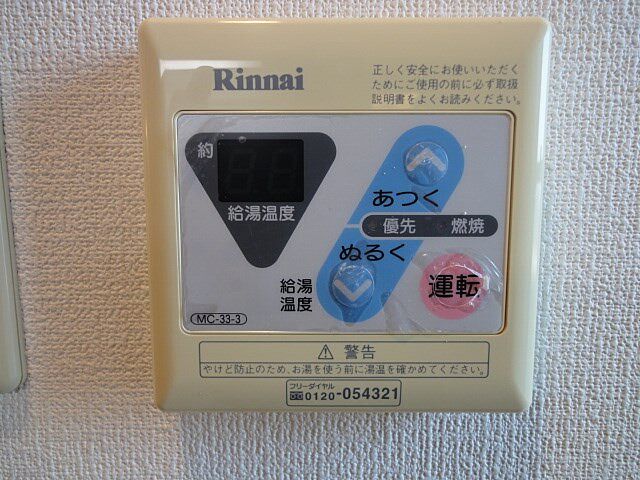 Rinnai
正しく安全にお使いいただく
ためにご使用の前に必ず取扱
説明書をよくお読みください。
約
給湯温度
あつく
優先 燃焼
ぬるく
給湯
温度
運転
MC-33-3
⚠ 警告
やけど防止のため、お湯を使う前に湯温を確かめてください。
フリーダイヤル
0120-054321